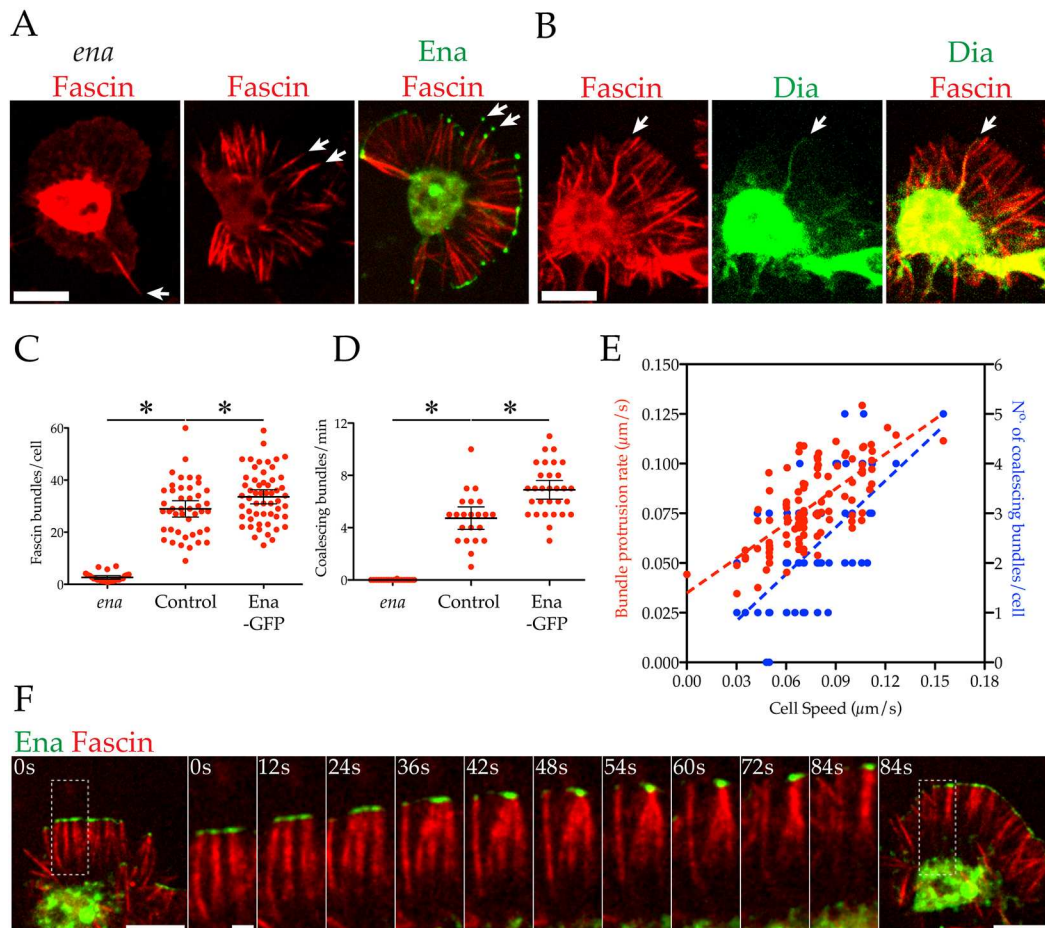 A
ena
Fascin
Fascin
Ena
Fascin
B
Fascin
Dia
Dia
Fascin
C
Fascin bundles/cell
60
40
20
0
*
*
ena
Control
Ena
-GFP
D
Coalescing bundles/min
12
8
4
0
*
*
ena
Control
Ena
-GFP
E
Bundle protrusion rate (µm/s)
0.150
0.125
0.100
0.075
0.050
0.025
0.000
6
5
4
3
2
1
0
Nº. of coalescing bundles/cell
0.00
0.03
0.06
0.09
0.12
0.15
0.18
Cell Speed (µm/s)
F
Ena Fascin
0s
0s
12s
24s
36s
42s
48s
54s
60s
72s
84s
84s